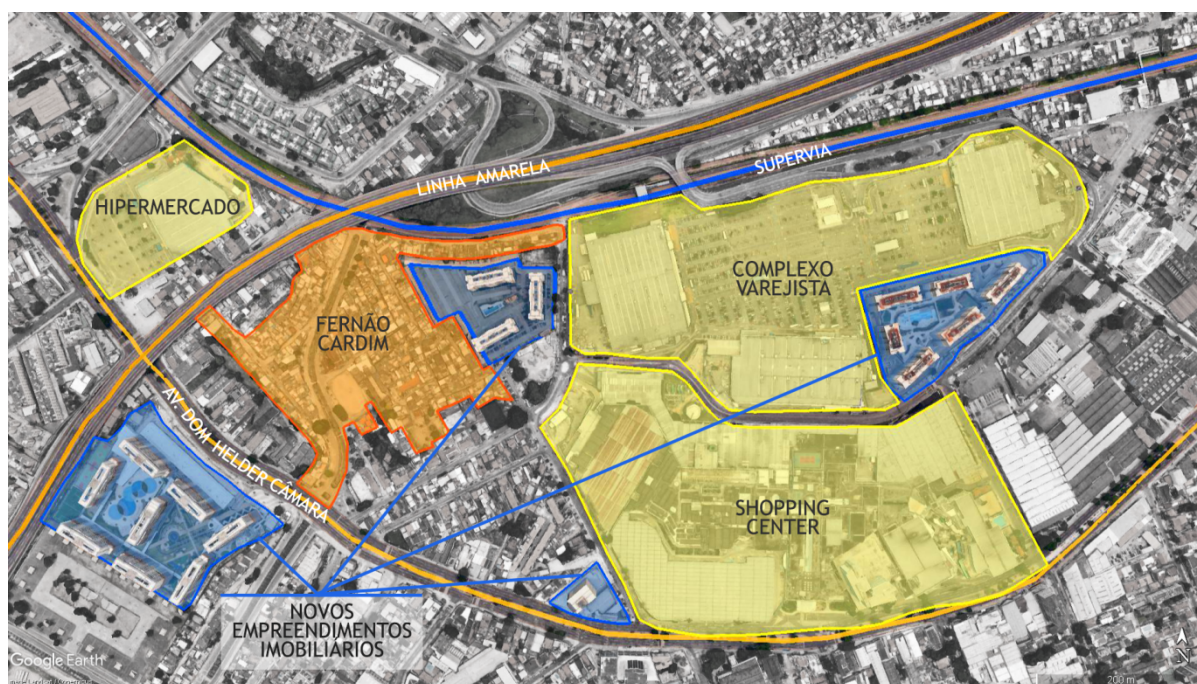 LINHA AMARELA
SUPERVIA
HIPERMERCADO
COMPLEXO
VAREJISTA
FERNÃO
CARDIM
AV. DOM HELDER CÂMARA
SHOPPING
CENTER
NOVOS
EMPREENDIMENTOS
IMOBILIÁRIOS
Google Earth
N
200 m